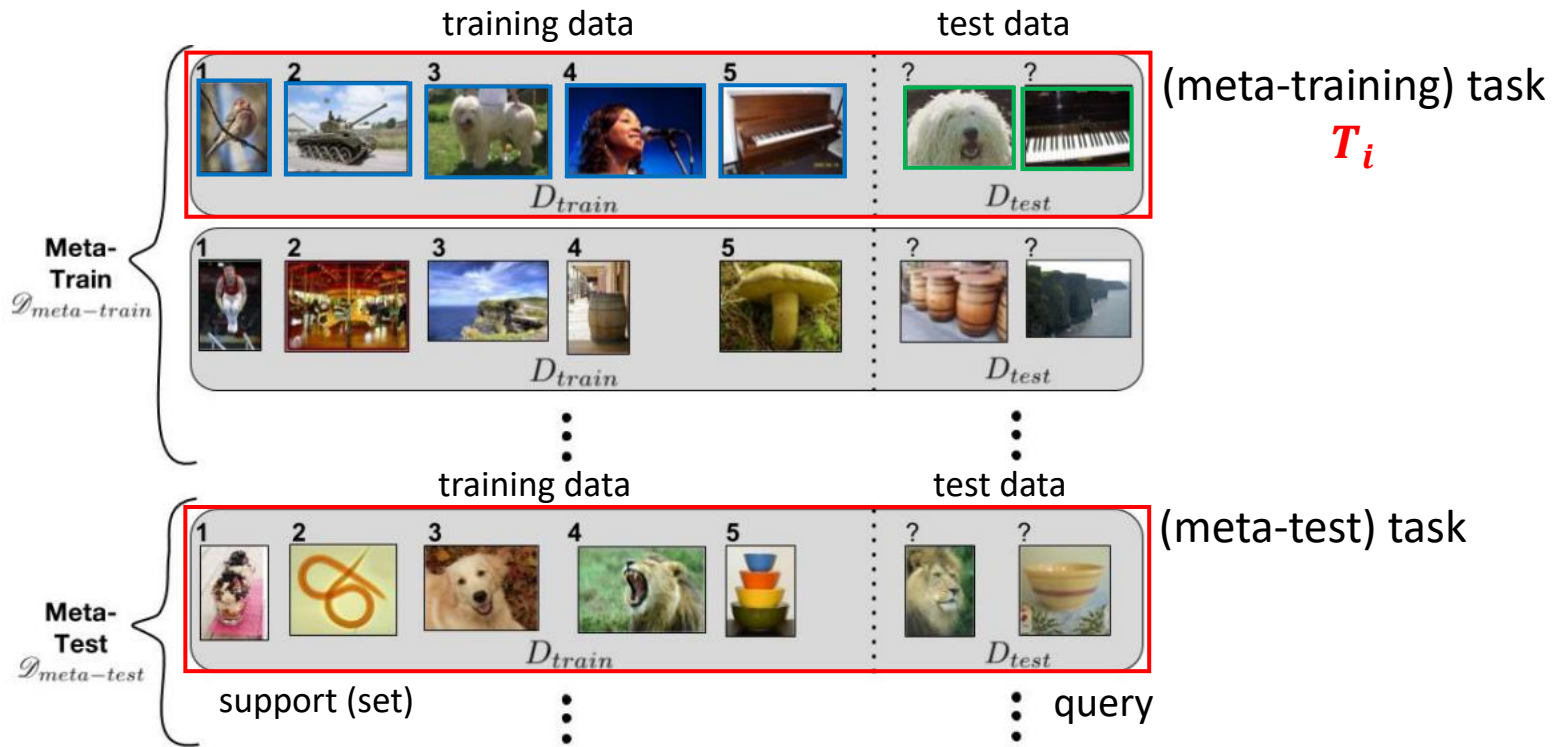 training data test data
1 2 3 4 5 ? ?
(meta-training) task
T_i
D_train D_test
Meta-
Train
𝒟_meta−train
1 2 3 4 5 ? ?
D_train D_test
training data test data
1 2 3 4 5 ? ?
(meta-test) task
Meta-
Test
𝒟_meta−test
D_train D_test
support (set) query